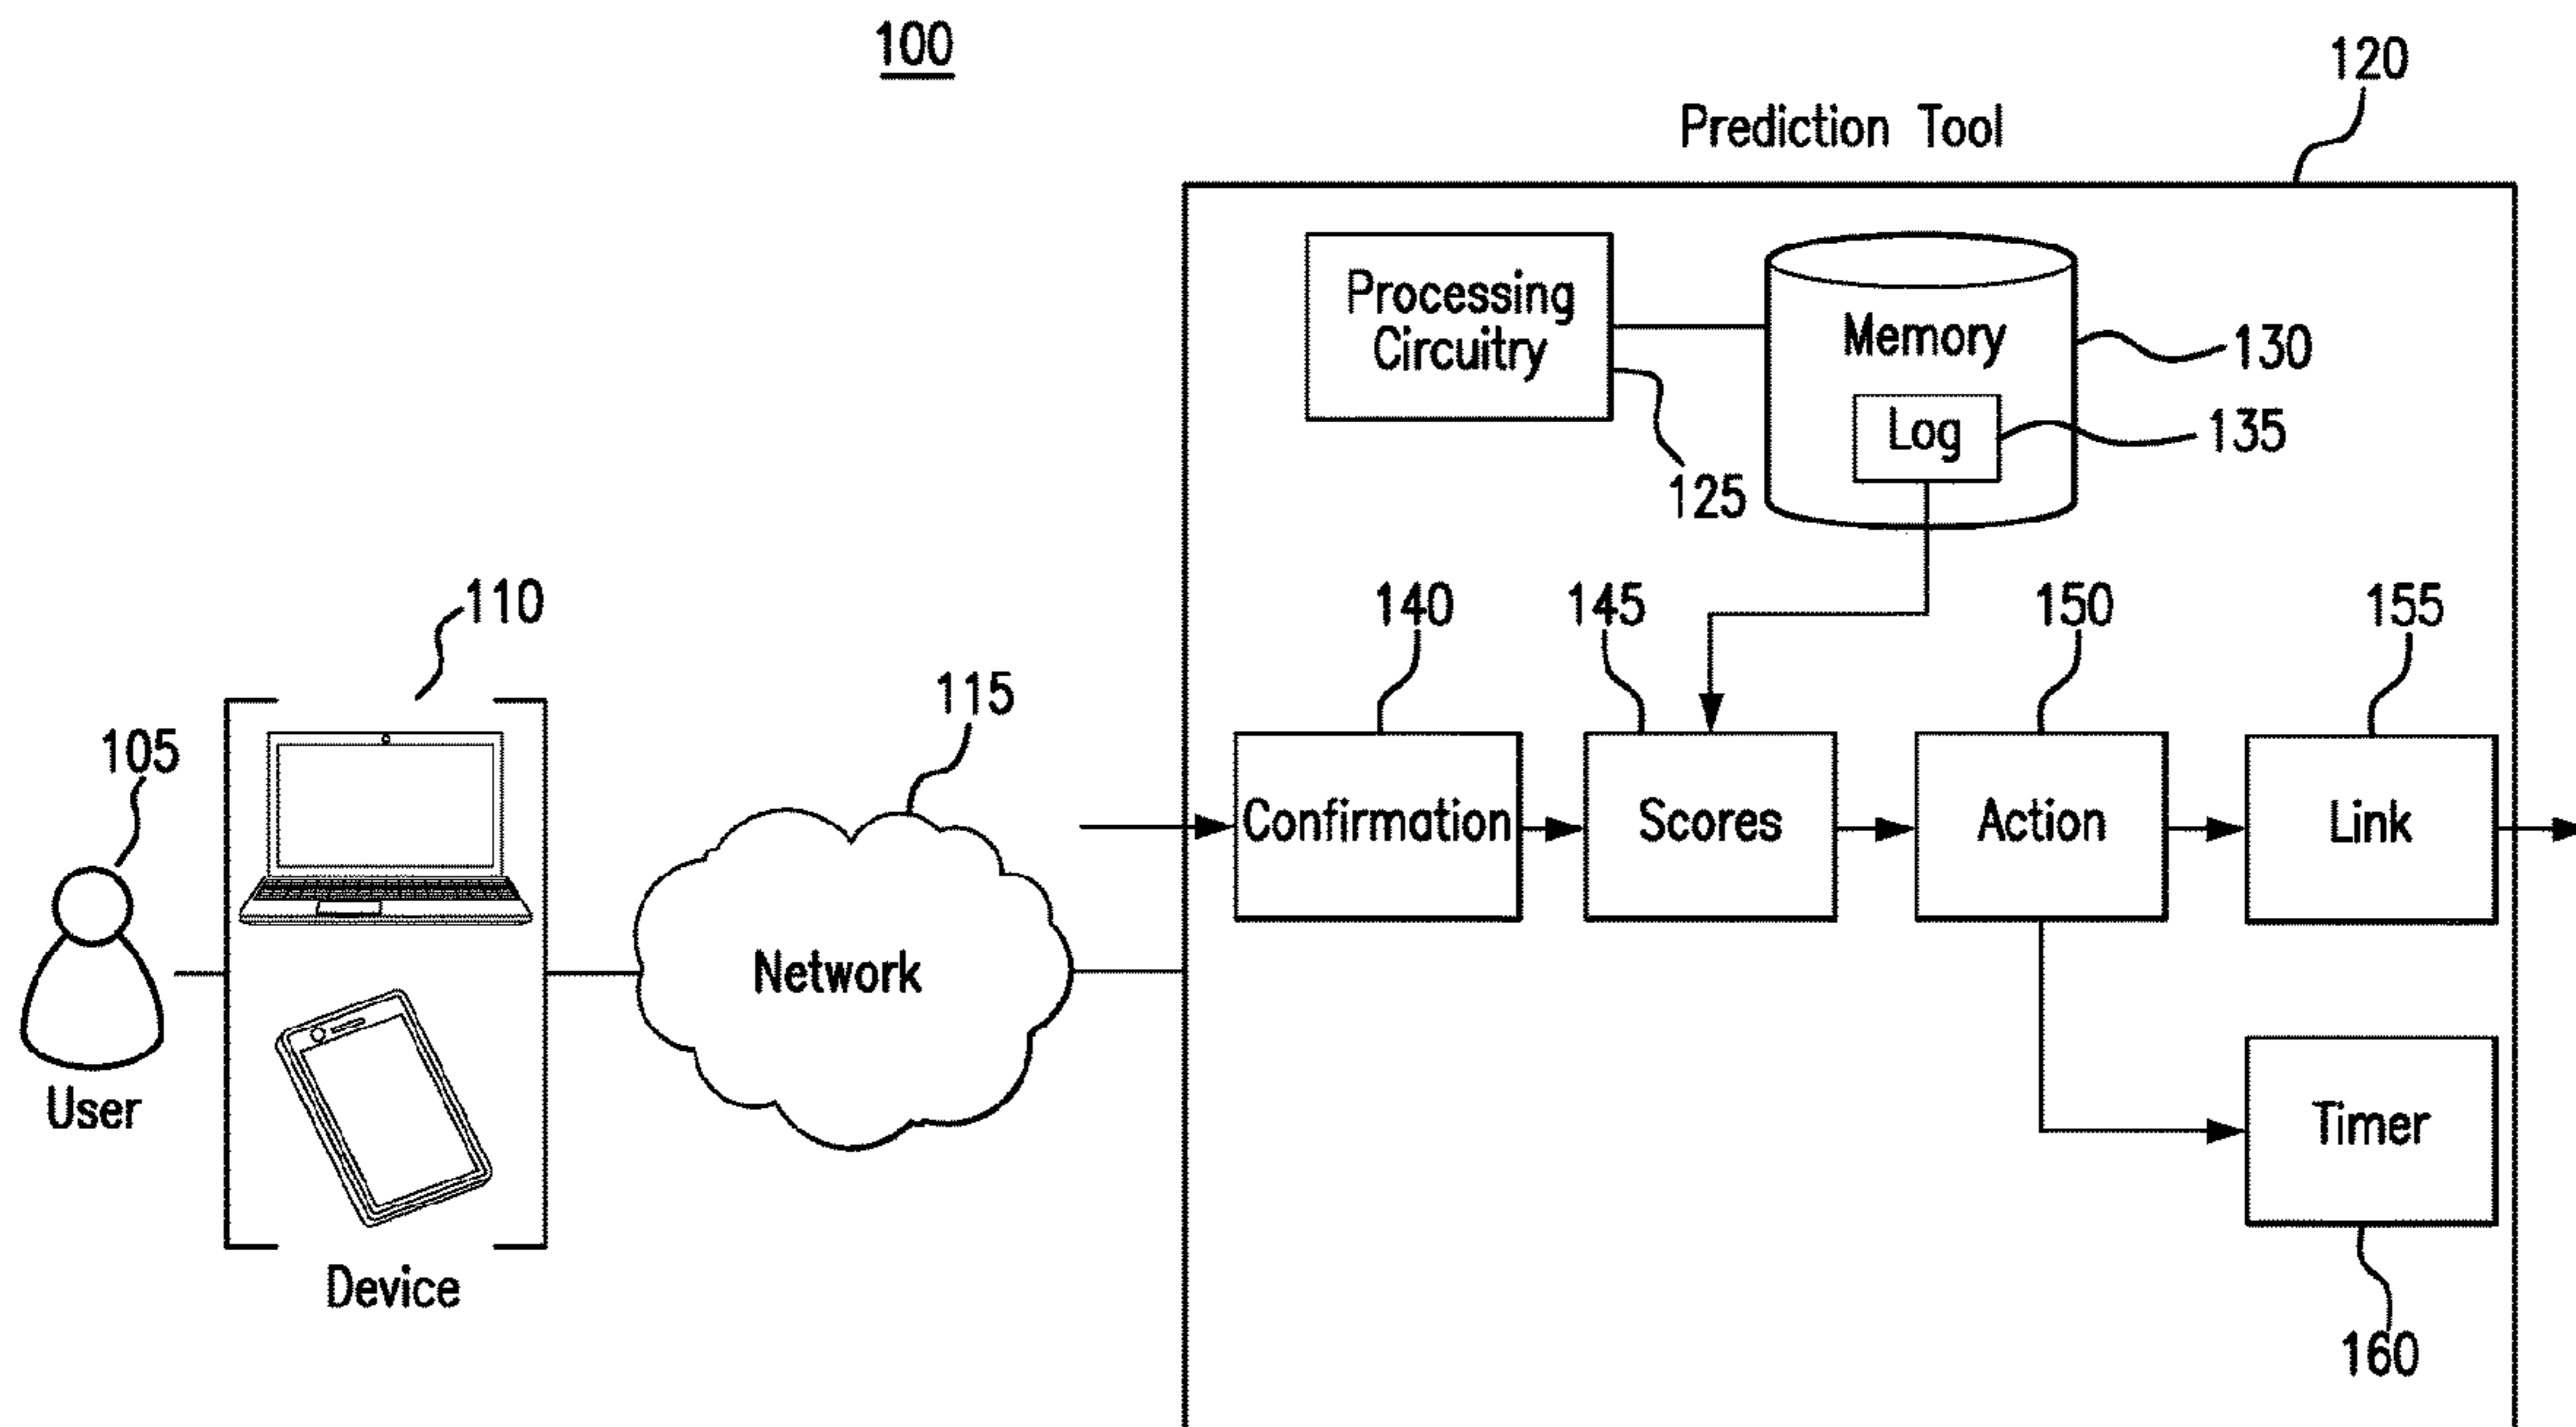 100
120
Prediction Tool
Processing
Circuitry
125
Memory
130
Log
135
110
140
145
150
155
105
115
Confirmation
Scores
Action
Link
Network
User
Device
Timer
160